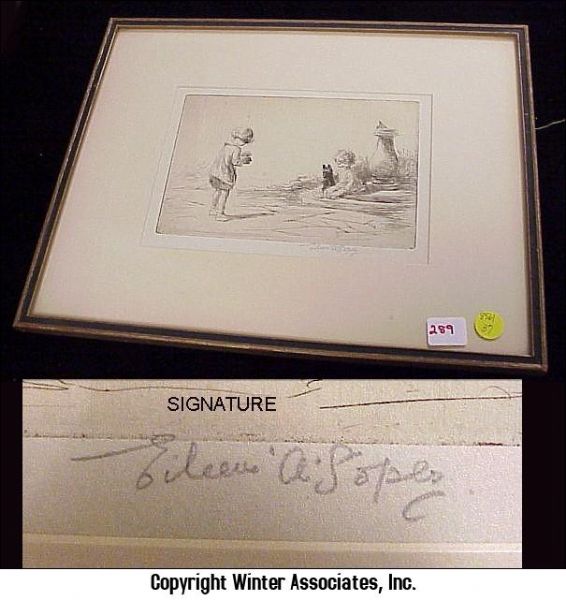 289
SIGNATURE
Eileen A. Soper
Copyright Winter Associates, Inc.